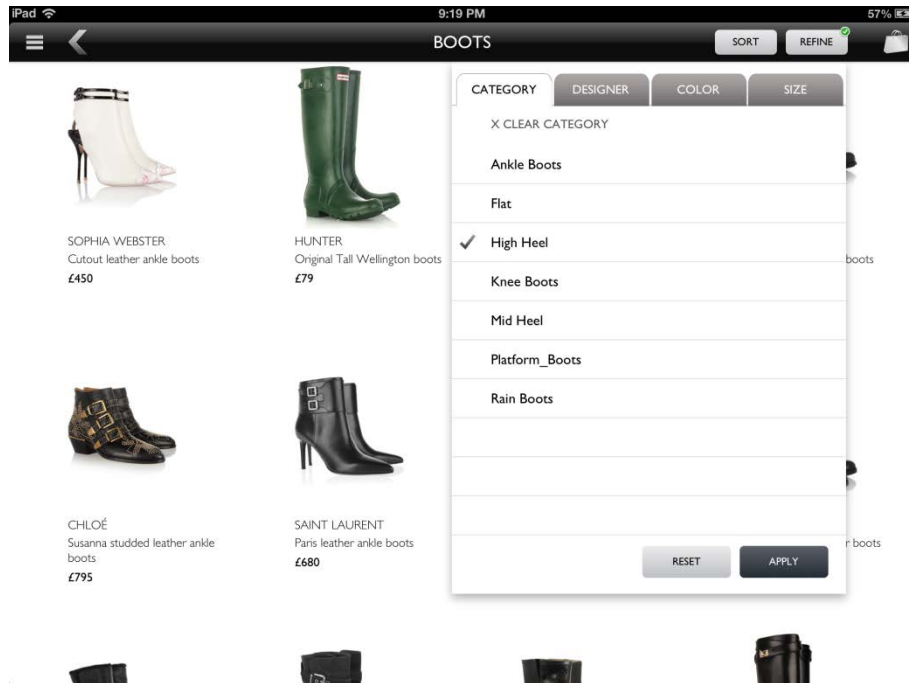 iPad
9:19 PM
57%
BOOTS
SORT
REFINE
CATEGORY
DESIGNER
COLOR
SIZE
X CLEAR CATEGORY
Ankle Boots
Flat
High Heel
Knee Boots
Mid Heel
Platform_Boots
Rain Boots
RESET
APPLY
SOPHIA WEBSTER
Cutout leather ankle boots
£450
HUNTER
Original Tall Wellington boots
£79
boots
CHLOÉ
Susanna studded leather ankle
boots
£795
SAINT LAURENT
Paris leather ankle boots
£680
boots